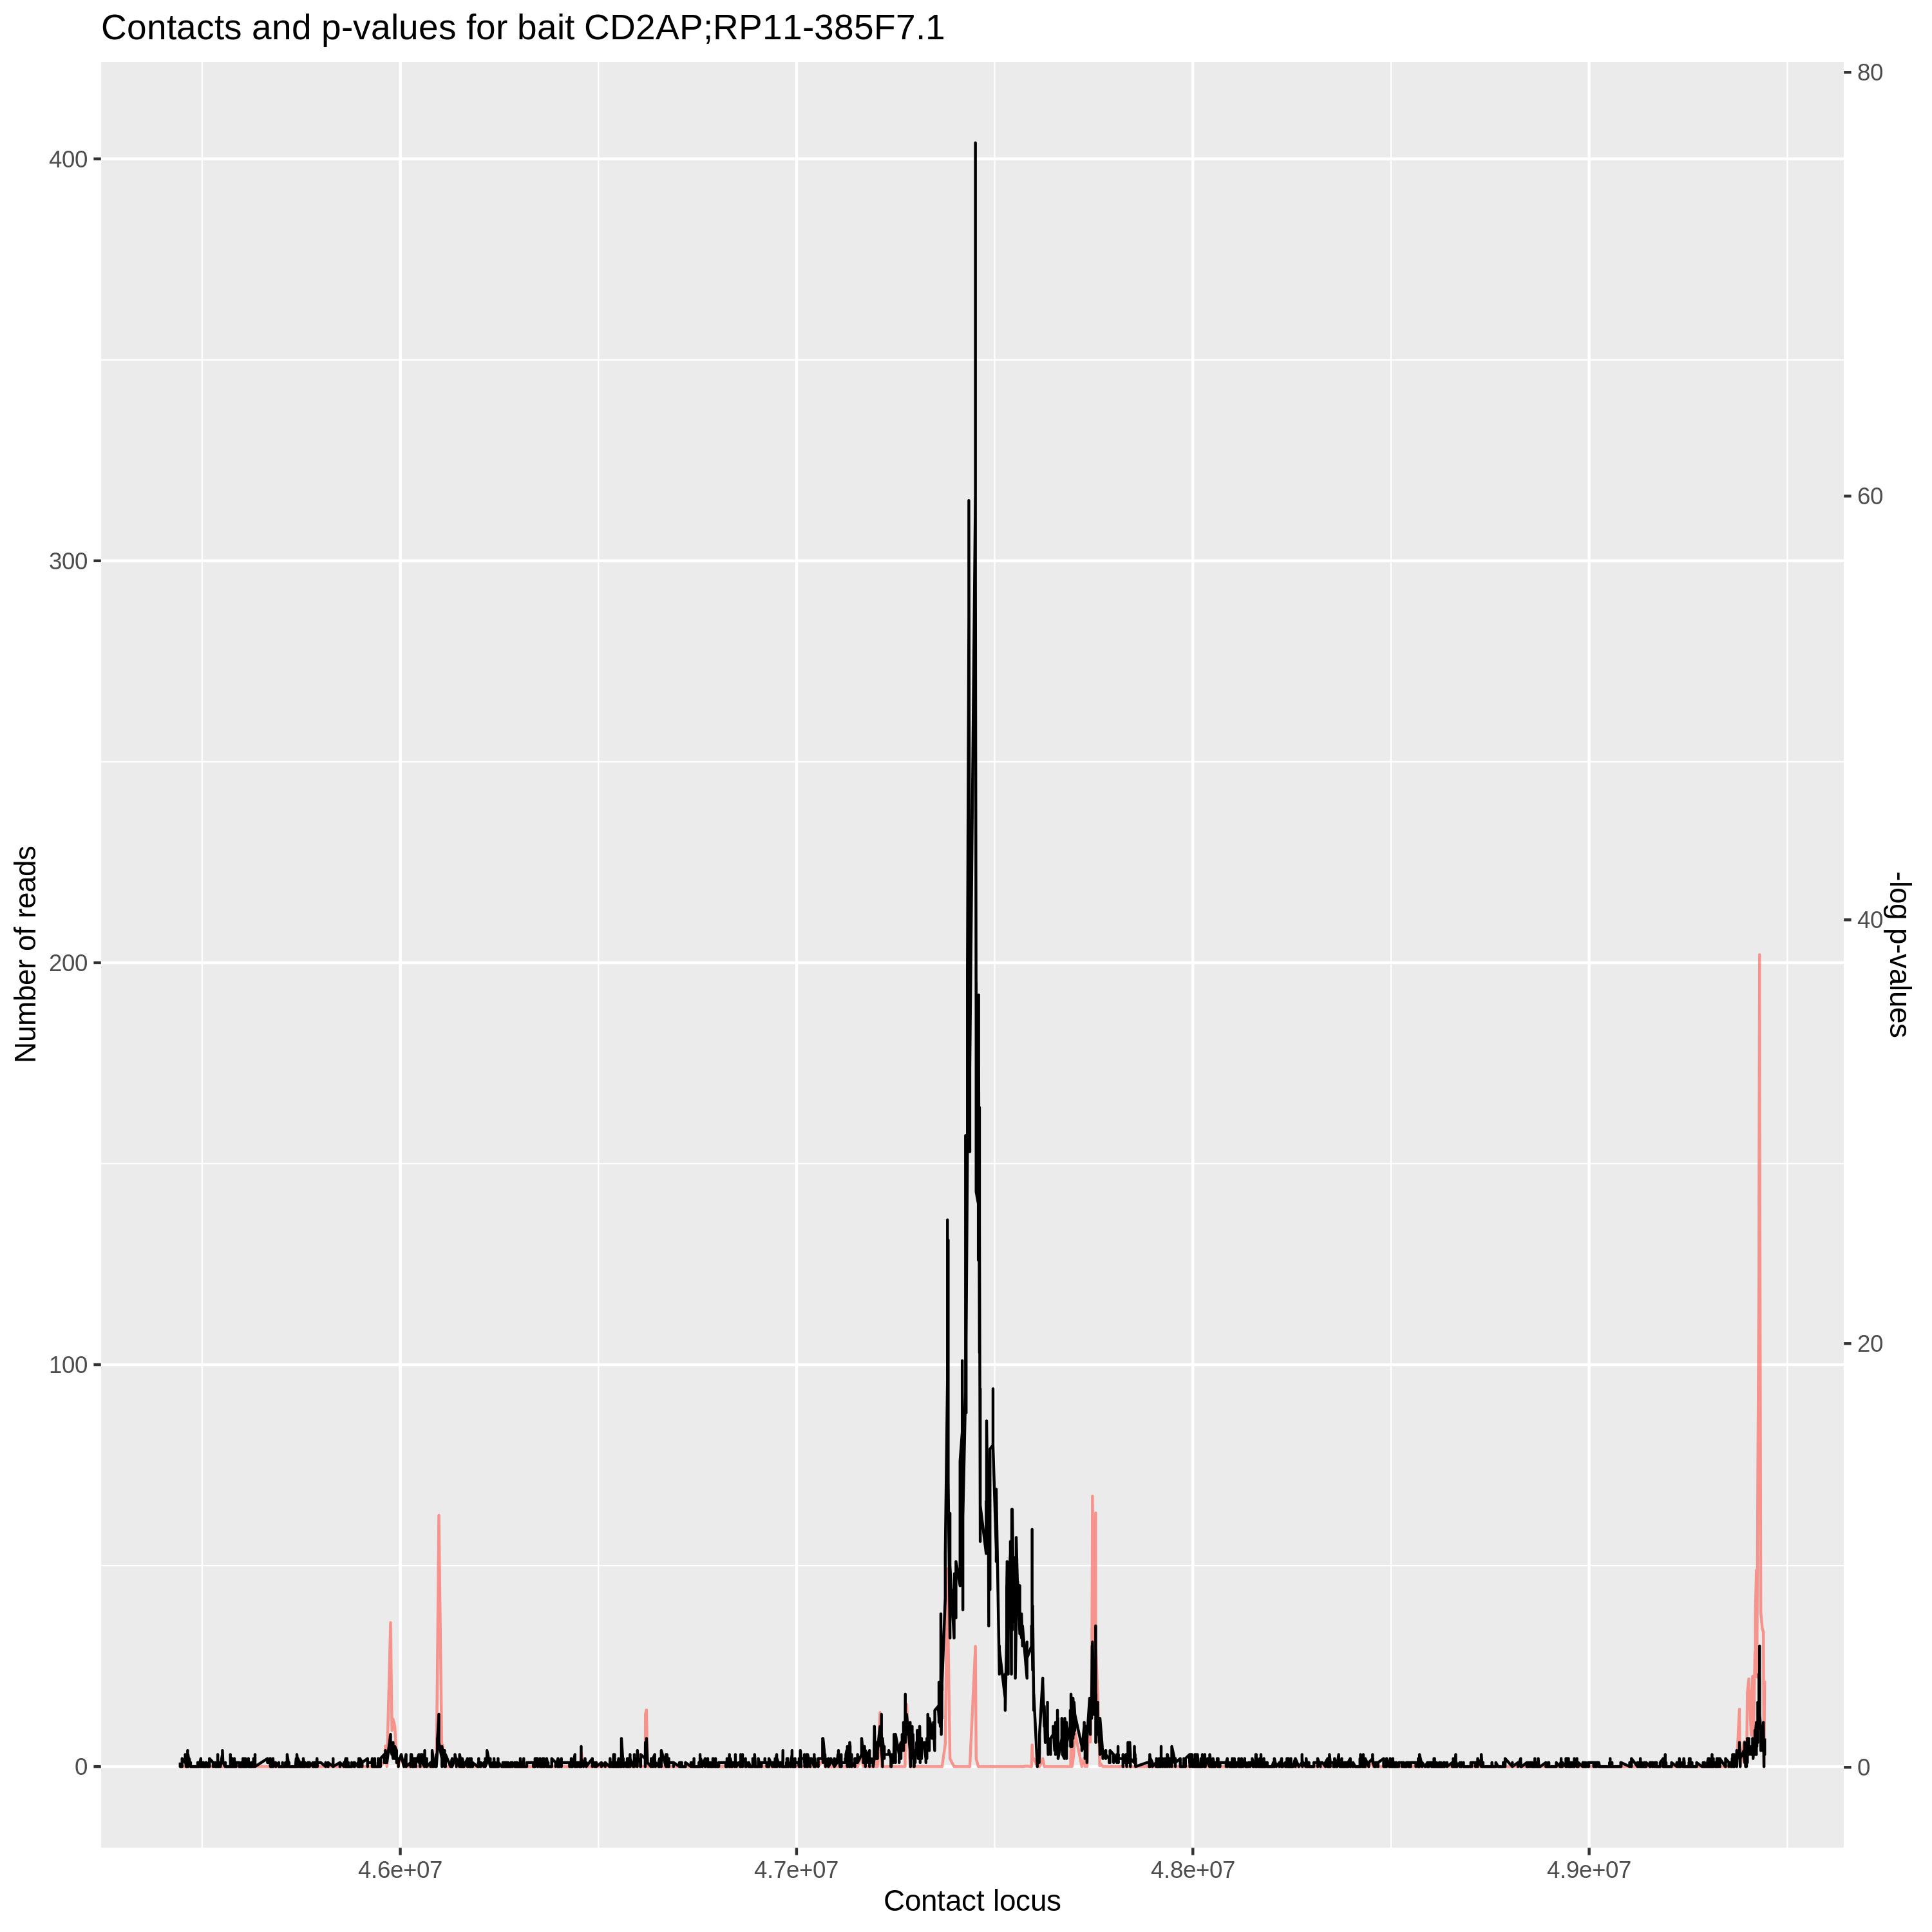 Contacts and p-values for bait CD2AP;RP11-385F7.1
400
300
200
100
0
Number of reads
80
60
40
20
0
-log p-values
4.6e+07
4.7e+07
4.8e+07
4.9e+07
Contact locus